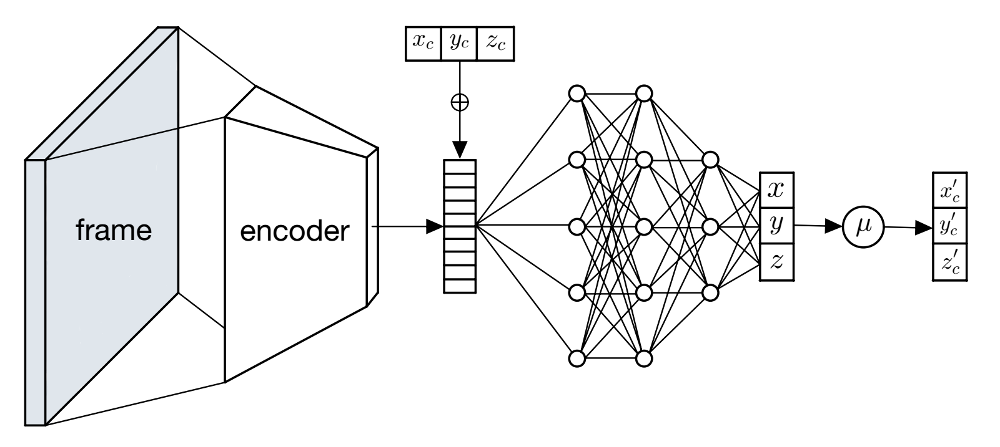 frame
encoder
x_c y_c z_c
⊕
x
y
z
μ
x'_c
y'_c
z'_c